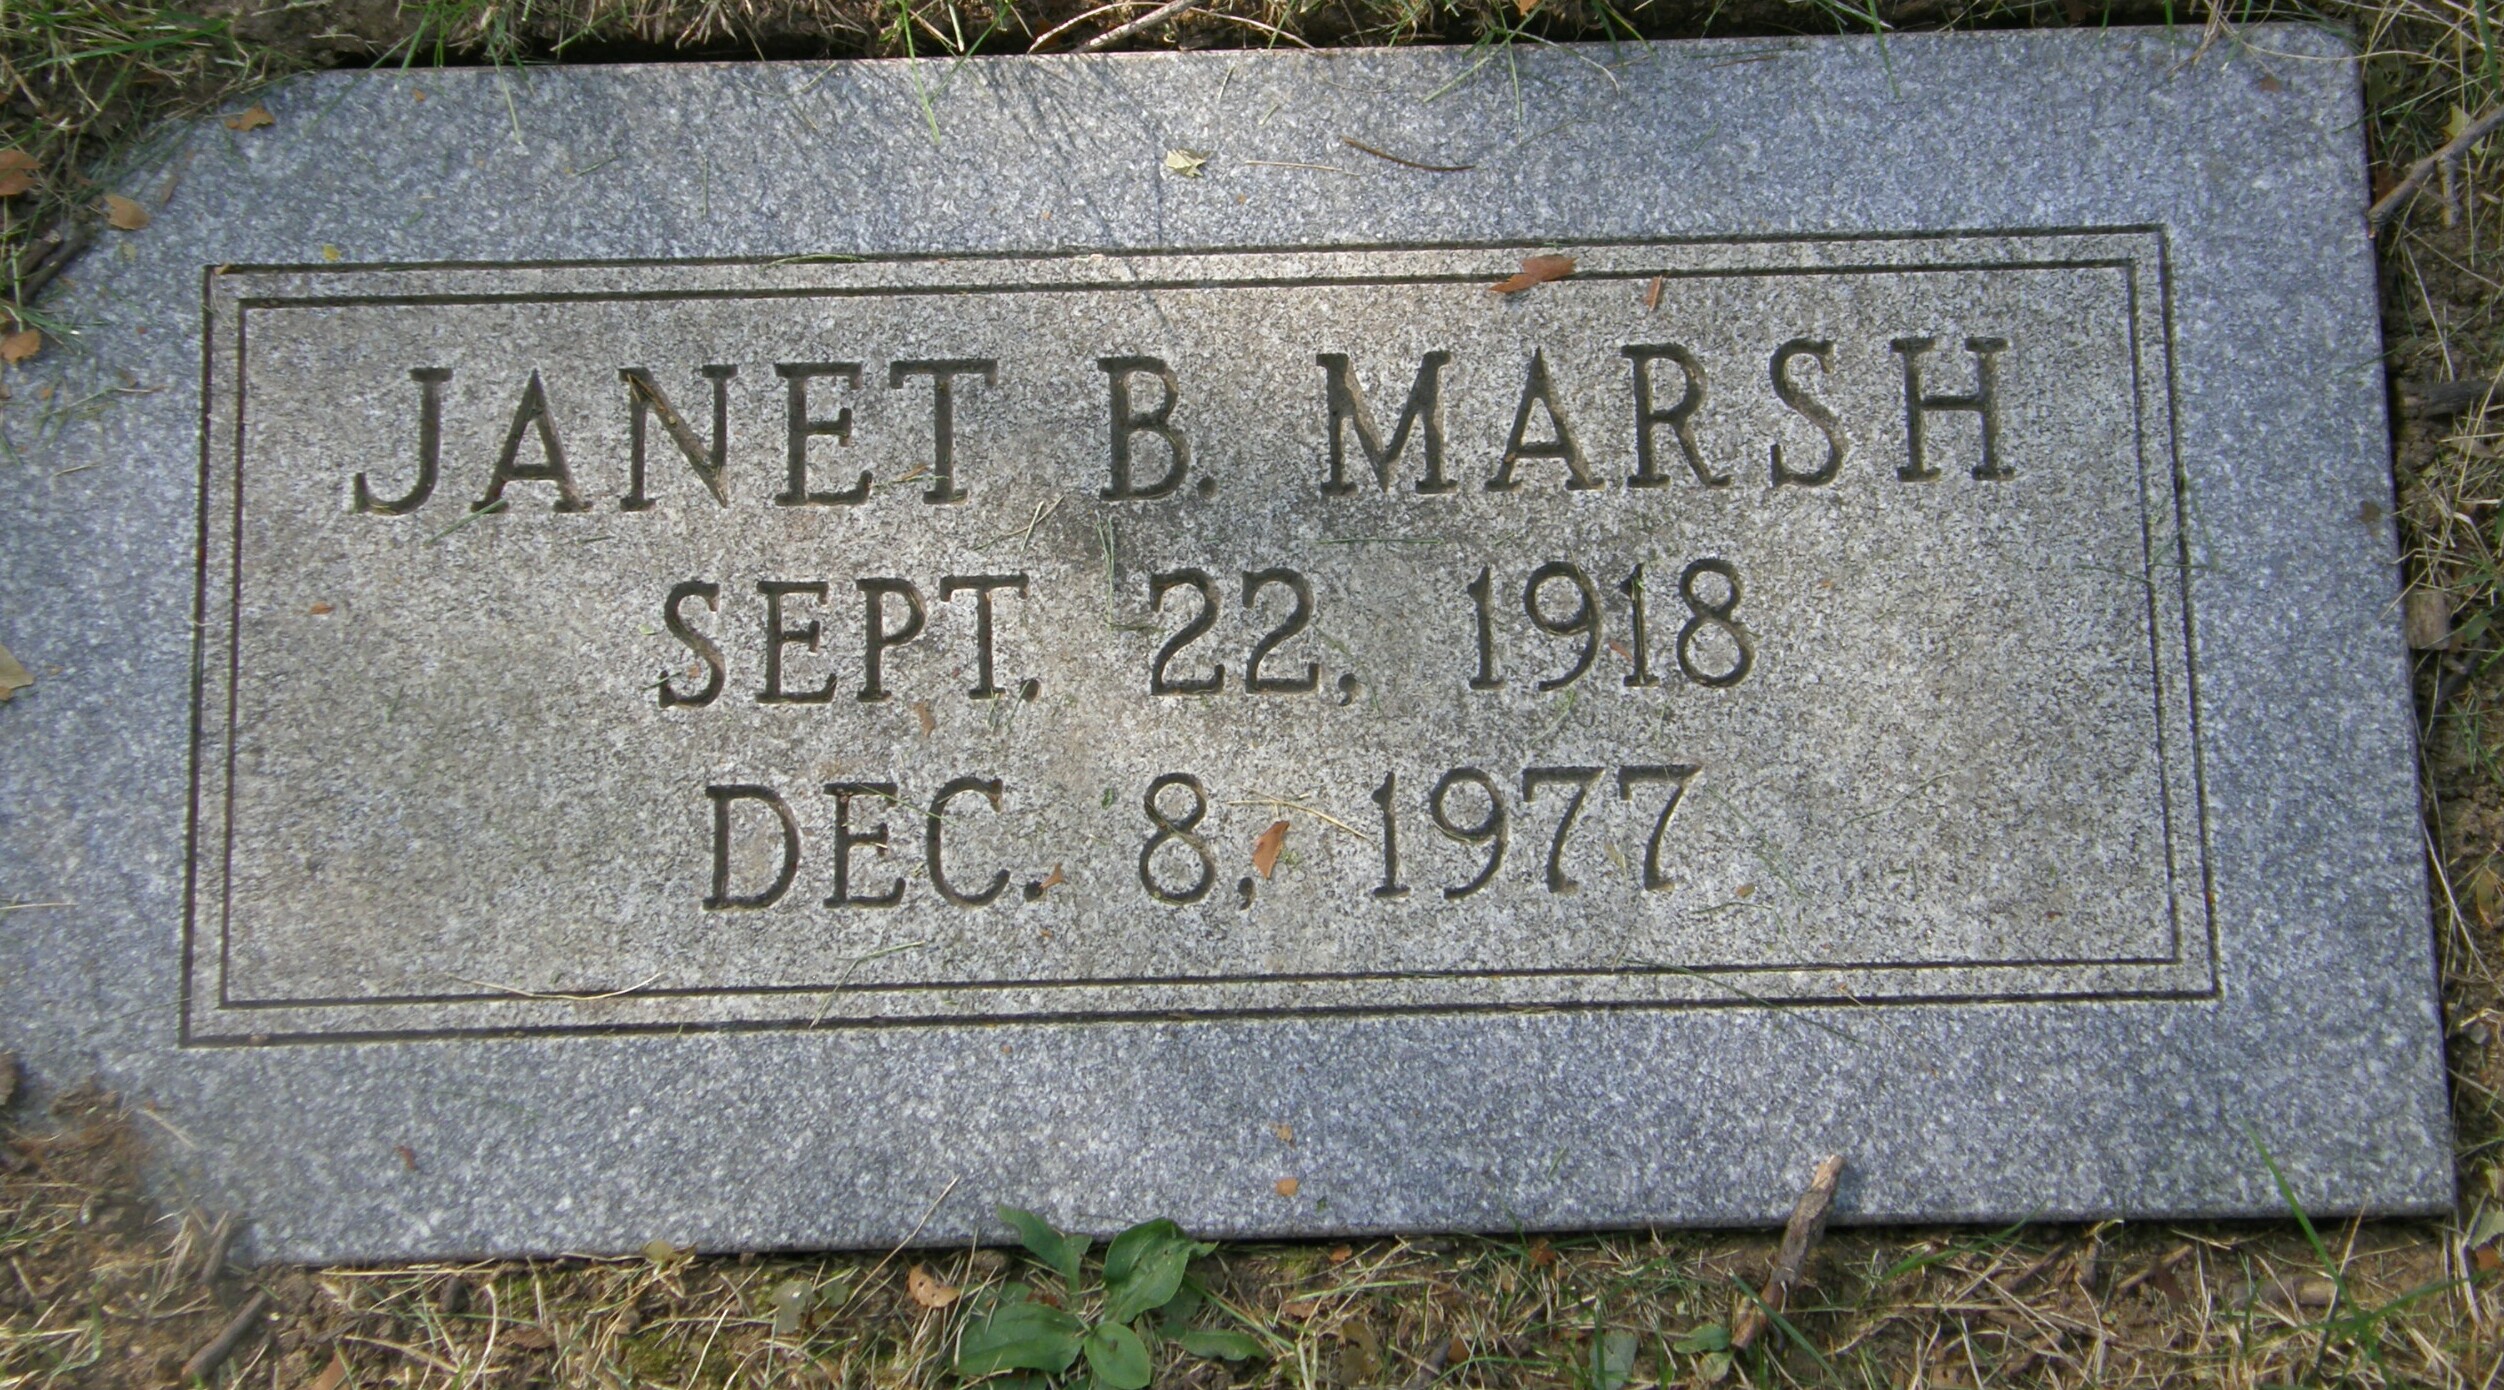 JANET B. MARSH
SEPT. 22, 1918
DEC. 8, 1977